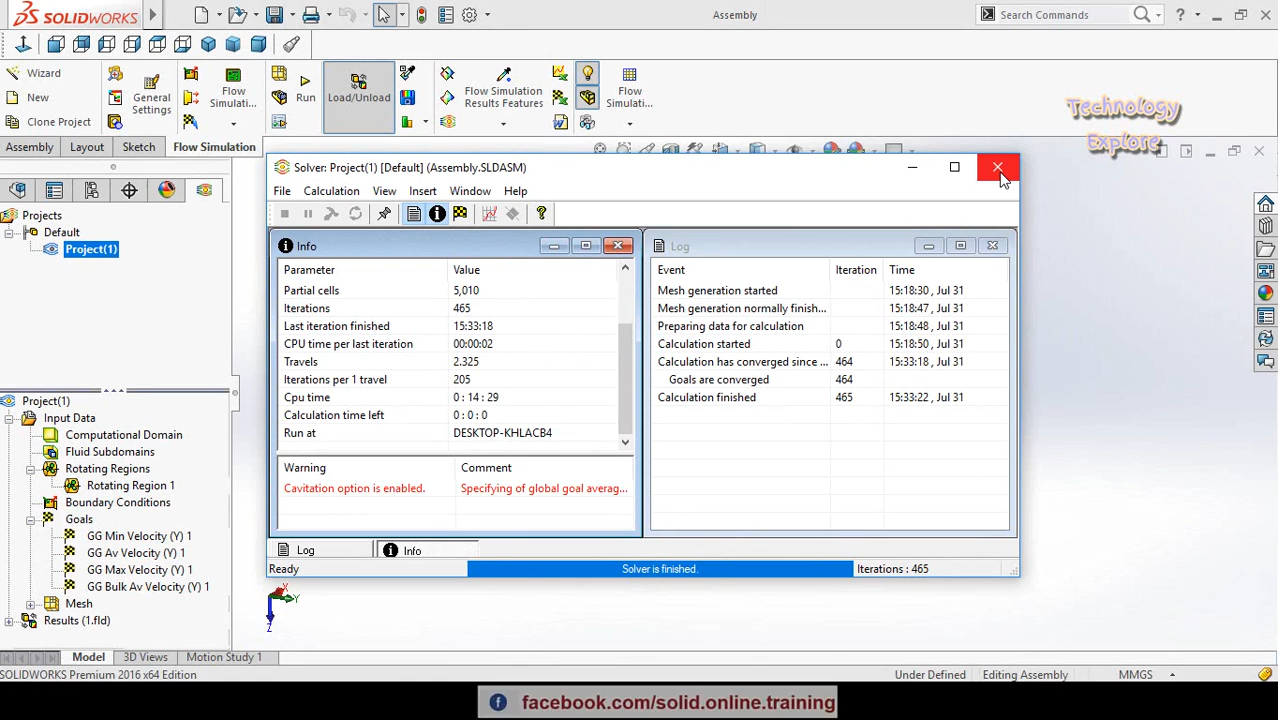 SOLIDWORKS
Assembly
Search Commands
Wizard
New
Clone Project
General
Settings
Flow
Simulati...
Run
Load/Unload
Flow Simulation
Results Features
Flow
Simulati...
Technology
Explore
Assembly
Layout
Sketch
Flow Simulation
Projects
Default
Project(1)
Solver: Project(1) [Default] (Assembly.SLDASM)
File
Calculation
View
Insert
Window
Help
Info
Parameter Value
Partial cells 5,010
Iterations 465
Last iteration finished 15:33:18
CPU time per last iteration 00:00:02
Travels 2.325
Iterations per 1 travel 205
Cpu time 0 : 14 : 29
Calculation time left 0 : 0 : 0
Run at DESKTOP-KHLACB4
Warning Comment
Cavitation option is enabled. Specifying of global goal averag...
Log
Event Iteration Time
Mesh generation started 15:18:30 , Jul 31
Mesh generation normally finish... 15:18:47 , Jul 31
Preparing data for calculation 15:18:48 , Jul 31
Calculation started 0 15:18:50 , Jul 31
Calculation has converged since ... 464 15:33:18 , Jul 31
Goals are converged 464
Calculation finished 465 15:33:22 , Jul 31
Log
Info
Ready
Solver is finished.
Iterations : 465
Project(1)
Input Data
Computational Domain
Fluid Subdomains
Rotating Regions
Rotating Region 1
Boundary Conditions
Goals
GG Min Velocity (Y) 1
GG Av Velocity (Y) 1
GG Max Velocity (Y) 1
GG Bulk Av Velocity (Y) 1
Mesh
Results (1.fld)
X
Y
Z
Model
3D Views
Motion Study 1
SOLIDWORKS Premium 2016 x64 Edition
Under Defined
Editing Assembly
MMGS
facebook.com/solid.online.training